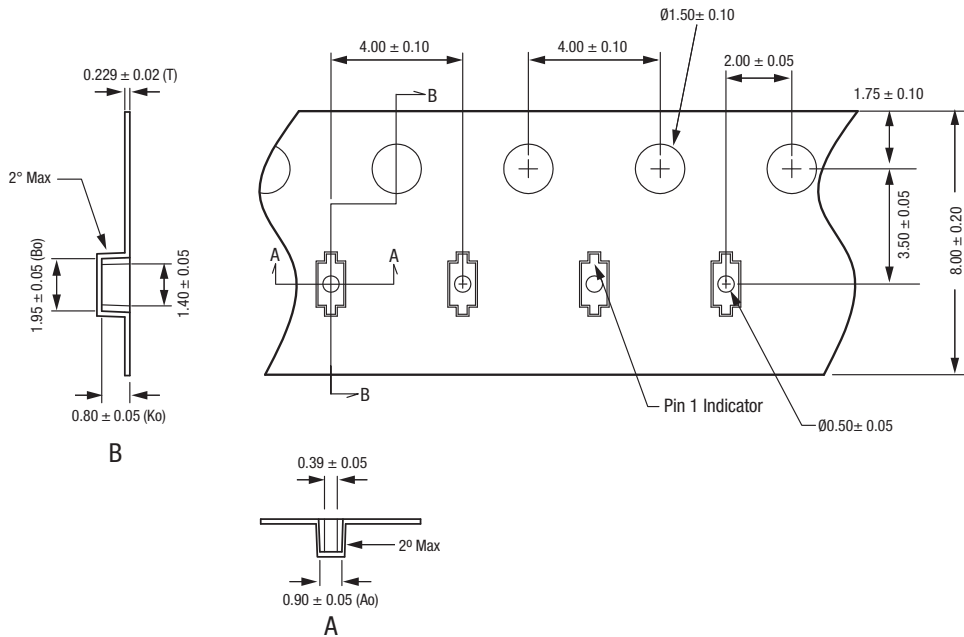 Ø1.50± 0.10
4.00 ± 0.10
4.00 ± 0.10
2.00 ± 0.05
0.229 ± 0.02 (T)
1.75 ± 0.10
B
2° Max
3.50 ± 0.05
8.00 ± 0.20
A
A
1.95 ± 0.05 (Bo)
1.40 ± 0.05
0.80 ± 0.05 (Ko)
B
Pin 1 Indicator
Ø0.50± 0.05
B
0.39 ± 0.05
2º Max
0.90 ± 0.05 (Ao)
A